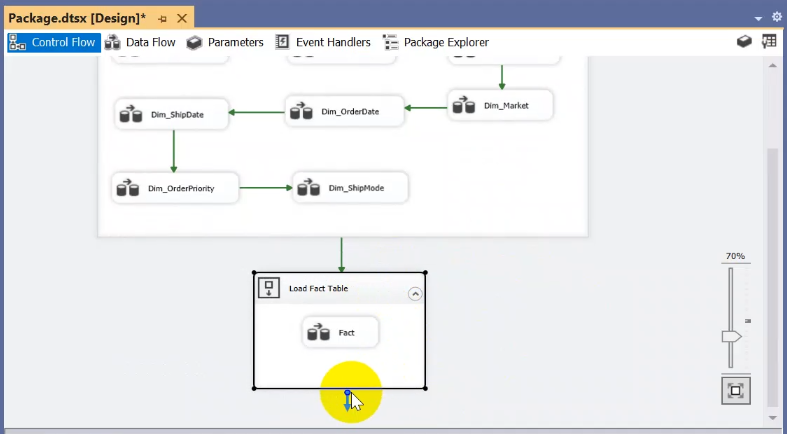 Package.dtsx [Design]*
Control Flow Data Flow Parameters Event Handlers Package Explorer
Dim_ShipDate Dim_OrderDate Dim_Market
Dim_OrderPriority Dim_ShipMode
70%
Load Fact Table
Fact